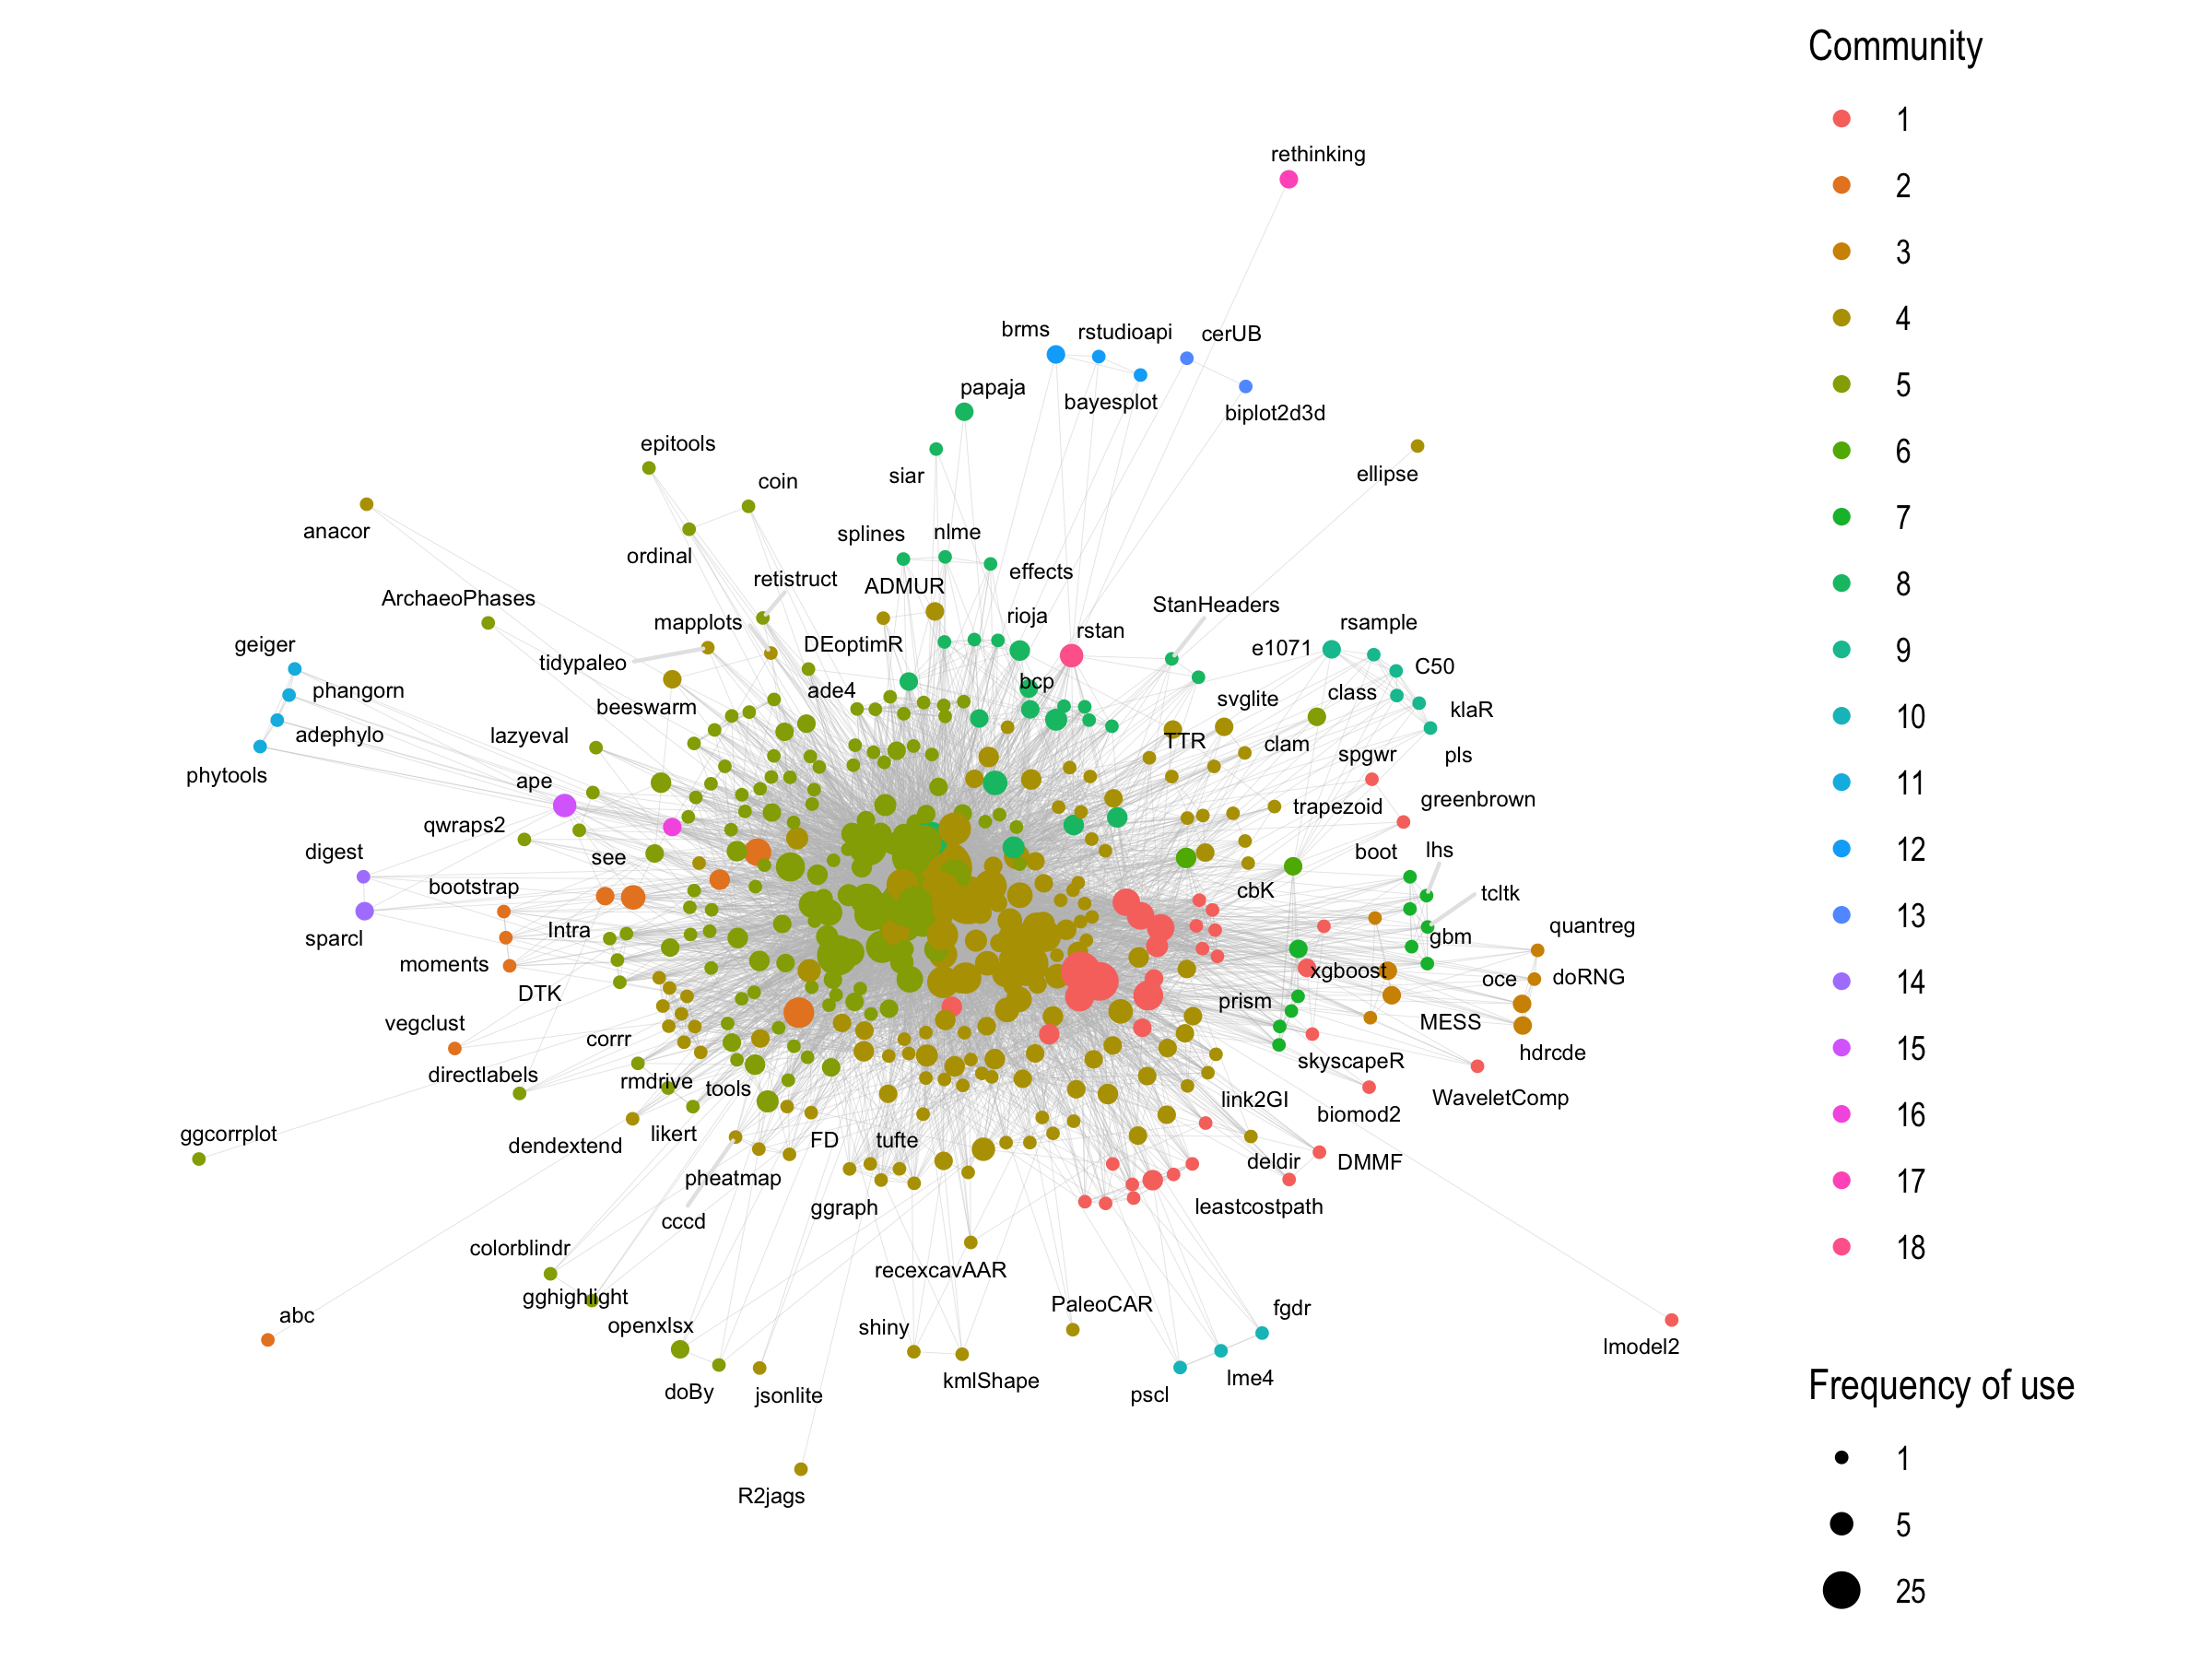 Community
1
2
3
4
5
6
7
8
9
10
11
12
13
14
15
16
17
18
Frequency of use
1
5
25
rethinking
brms
rstudioapi
cerUB
papaja
bayesplot
biplot2d3d
epitools
siar
ellipse
coin
anacor
ordinal
splines
nlme
effects
retistruct
ADMUR
ArchaeoPhases
mapplots
rioja
StanHeaders
rstan
rsample
geiger
tidypaleo
DEoptimR
e1071
C50
phangorn
beeswarm
ade4
bcp
svglite
class
klaR
adephylo
lazyeval
TTR
clam
spgwr
pls
phytools
ape
trapezoid
greenbrown
qwraps2
digest
see
boot
lhs
bootstrap
cbK
tcltk
sparcl
Intra
gbm
quantreg
moments
xgboost
oce
doRNG
DTK
prism
vegclust
corrr
MESS
hdrcde
directlabels
rmdrive
tools
skyscapeR
WaveletComp
link2GI
biomod2
ggcorrplot
dendextend
likert
FD
tufte
deldir
DMMF
pheatmap
ggraph
leastcostpath
cccd
colorblindr
recexcavAAR
gghighlight
PaleoCAR
fgdr
abc
openxlsx
shiny
lmodel2
doBy
jsonlite
kmlShape
pscl
lme4
R2jags